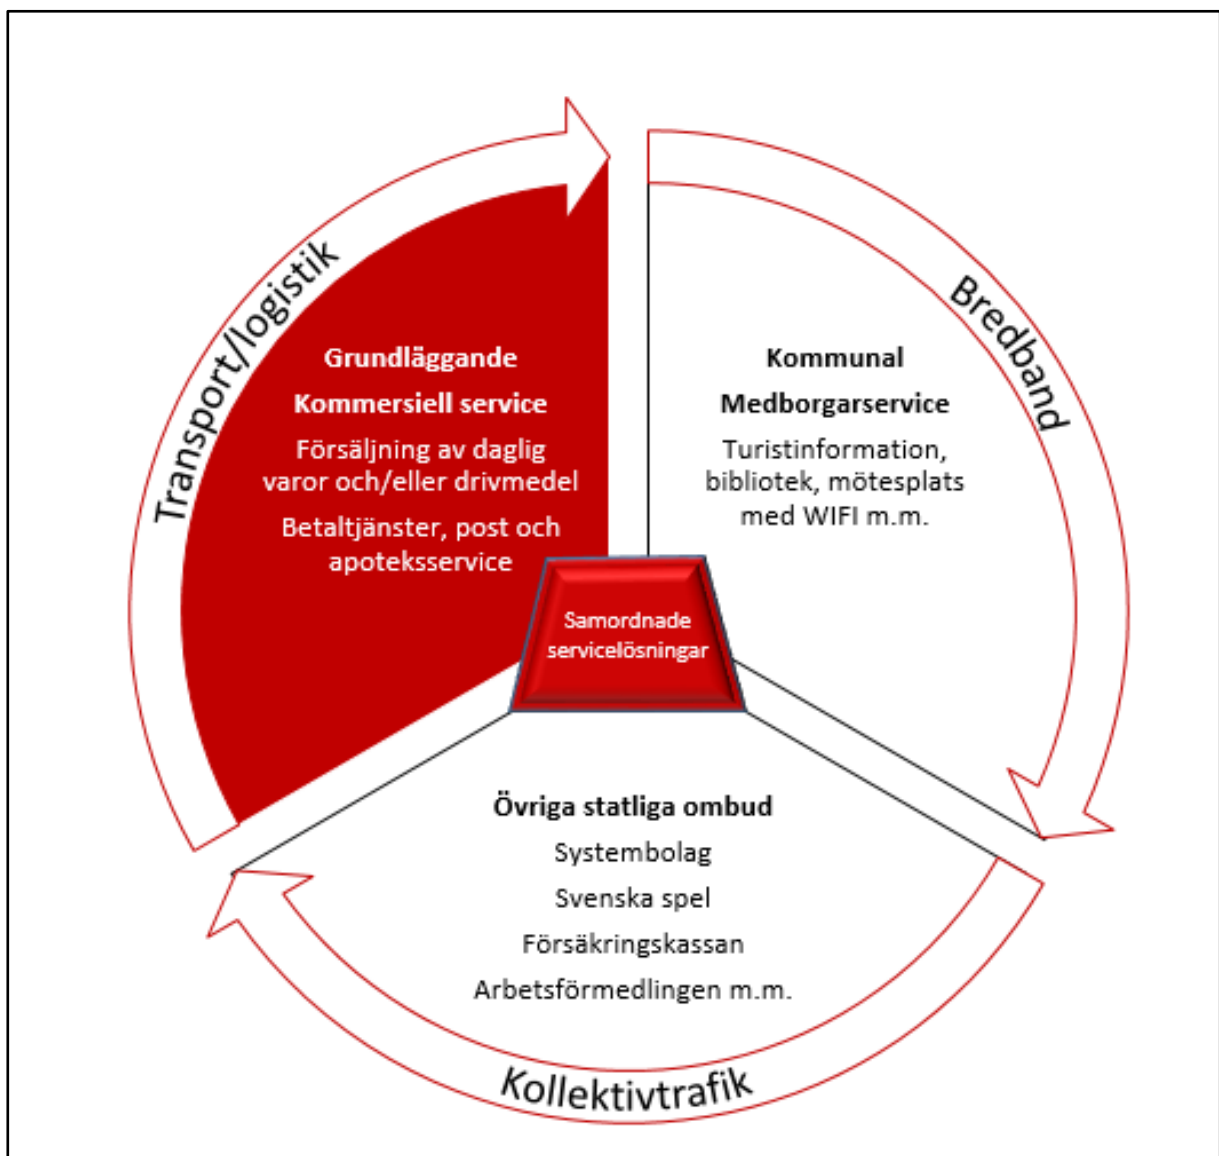 Transport/logistik
Grundläggande
Kommersiell service
Försäljning av daglig
varor och/eller drivmedel
Betaltjänster, post och
apoteksservice
Bredband
Kommunal
Medborgarservice
Turistinformation,
bibliotek, mötesplats
med WIFI m.m.
Samordnade
servicelösningar
Övriga statliga ombud
Systembolag
Svenska spel
Försäkringskassan
Arbetsförmedlingen m.m.
Kollektivtrafik